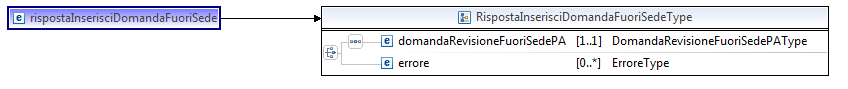 e rispostaInserisciDomandaFuoriSede
RispostaInserisciDomandaFuoriSedeType
e domandaRevisioneFuoriSedePA [1..1] DomandaRevisioneFuoriSedePAType
e errore [0..*] ErroreType